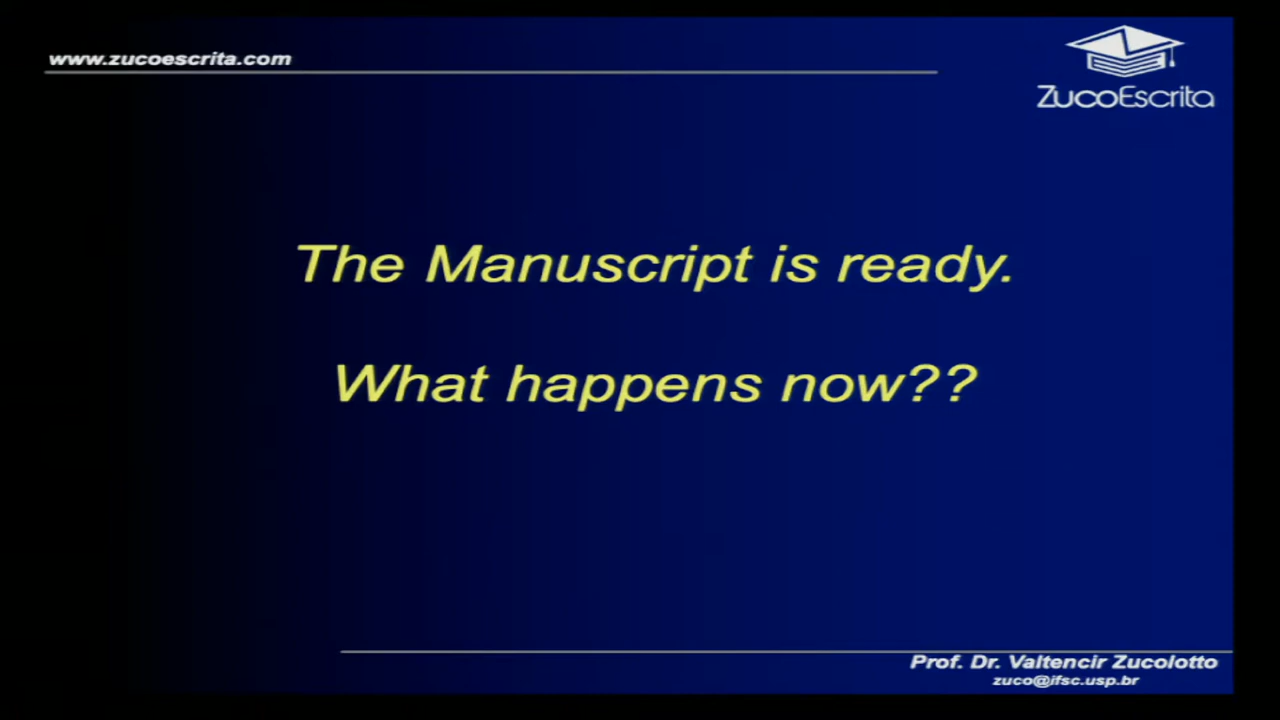 www.zucoescrita.com
ZucoEscrita
The Manuscript is ready.
What happens now??
Prof. Dr. Valtencir Zucolotto
zuco@ifsc.usp.br